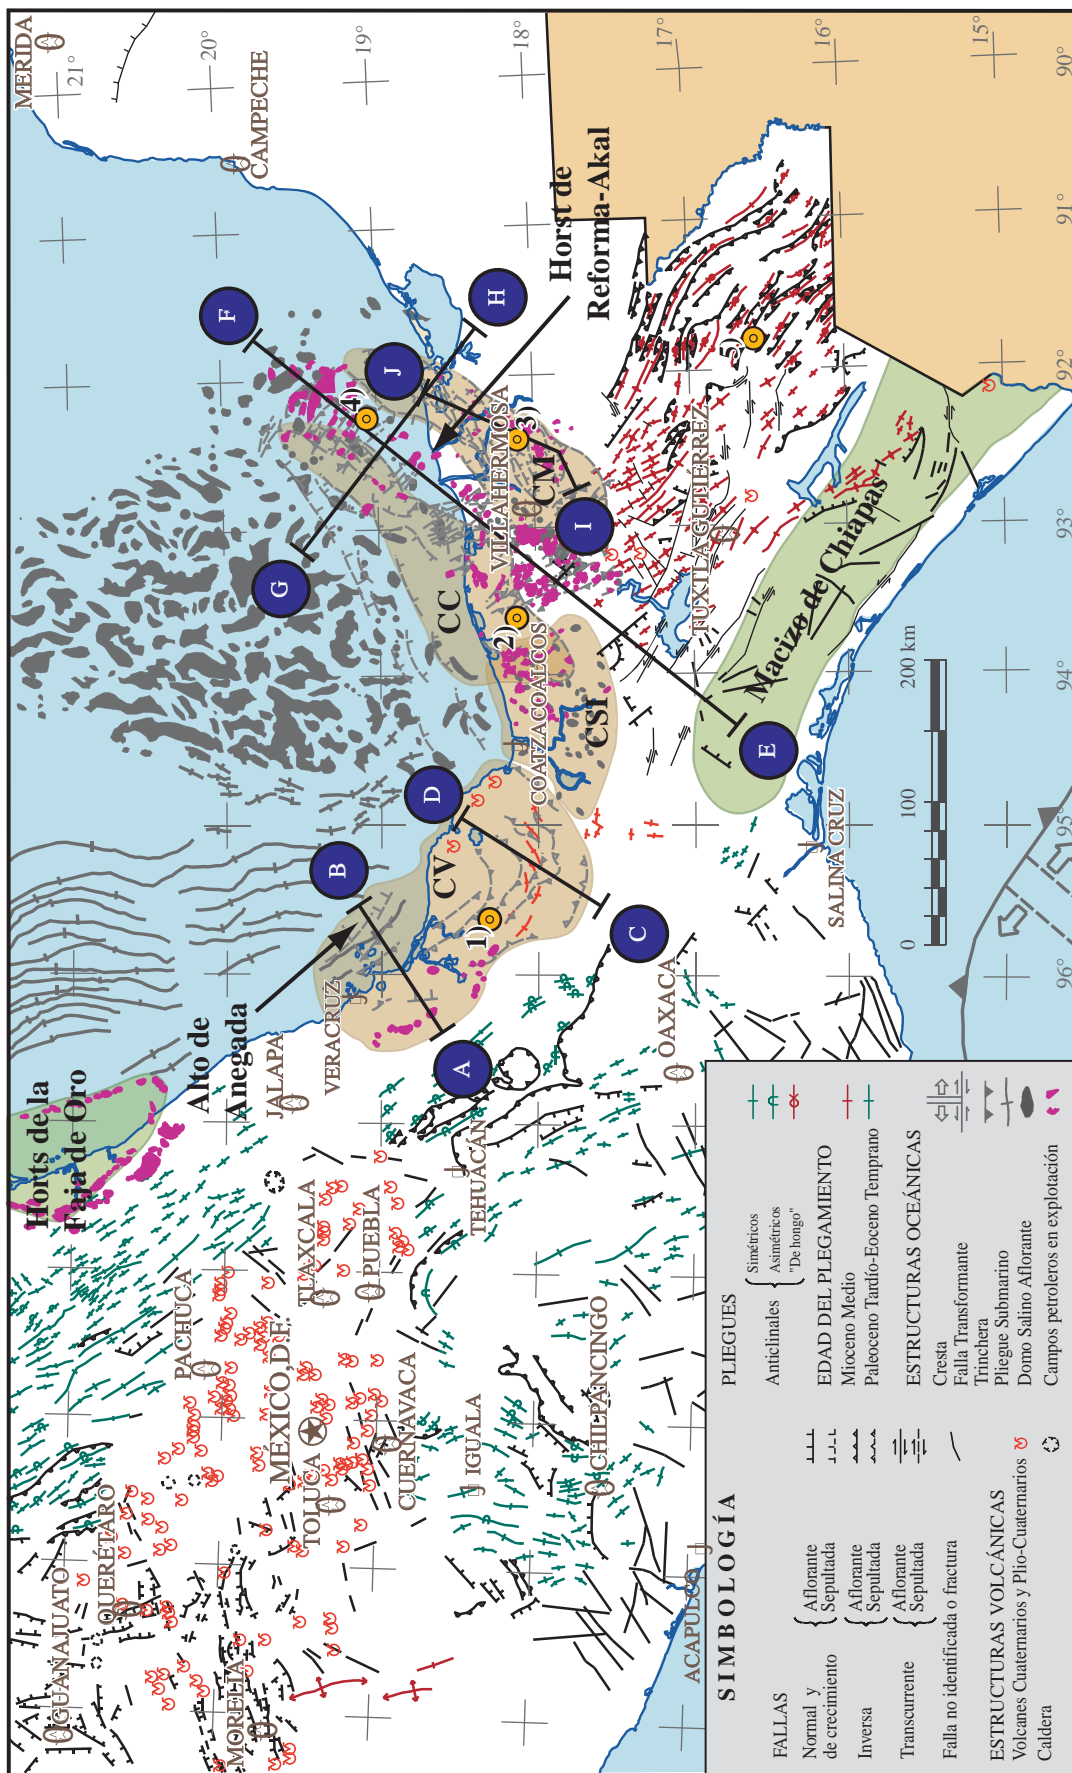 MERIDA
21°
20°
19°
18°
17°
16°
15°
90°
CAMPECHE
91°
92°
93°
94°
95°
96°
F
H
J
G
I
B
D
E
A
C
Horst de
Reforma-Akal
4)
3)
5)
2)
1)
VILLAHERMOSA
CM
CC
CSI
CV
TUXTLA GUTIERREZ
Macizo de Chiapas
COATZACOALCOS
SALINA CRUZ
0 100 200 km
Alto de
Anegada
VERACRUZ
JALAPA
OAXACA
Horts de la
Faja de Oro
TEHUACÁN
TLAXCALA
PUEBLA
PACHUCA
MEXICO,DF.
CUERNAVACA
CHILPANCINGO
IGUALA
TOLUCA
QUERÉTARO
GUANAJUATO
MORELIA
ACAPULCO
SIMBOLOGÍA
FALLAS
Normal y
de crecimiento
Aflorante
Sepultada
Inversa
Aflorante
Sepultada
Transcurrente
Aflorante
Sepultada
Falla no identificada o fractura
ESTRUCTURAS VOLCÁNICAS
Volcanes Cuaternarios y Plio-Cuaternarios
Caldera
PLIEGUES
Anticlinales
Simétricos
Asimétricos
"De hongo"
EDAD DEL PLEGAMIENTO
Mioceno Medio
Paleoceno Tardío-Eoceno Temprano
ESTRUCTURAS OCEÁNICAS
Cresta
Falla Transformante
Trinchera
Pliegue Submarino
Domo Salino Aflorante
Campos petroleros en explotación